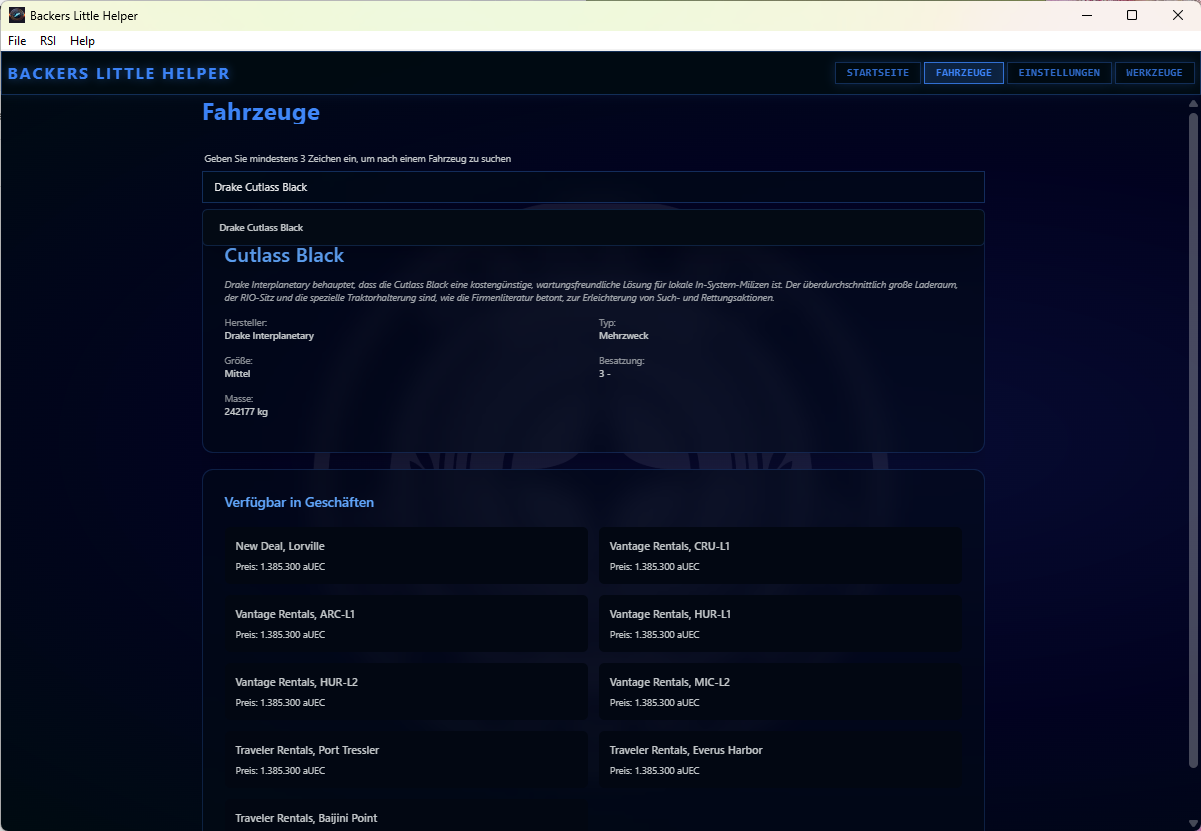 Backers Little Helper
File RSI Help
BACKERS LITTLE HELPER STARTSEITE FAHRZEUGE EINSTELLUNGEN WERKZEUGE
Fahrzeuge
Geben Sie mindestens 3 Zeichen ein, um nach einem Fahrzeug zu suchen
Drake Cutlass Black
Drake Cutlass Black
Cutlass Black
Drake Interplanetary behauptet, dass die Cutlass Black eine kostengünstige, wartungsfreundliche Lösung für lokale In-System-Milizen ist. Der überdurchschnittlich große Laderaum,
der RIO-Sitz und die spezielle Traktorhalterung sind, wie die Firmenliteratur betont, zur Erleichterung von Such- und Rettungsaktionen.
Hersteller: Typ:
Drake Interplanetary Mehrzweck
Größe: Besatzung:
Mittel 3 -
Masse:
242177 kg
Verfügbar in Geschäften
New Deal, Lorville Vantage Rentals, CRU-L1
Preis: 1.385.300 aUEC Preis: 1.385.300 aUEC
Vantage Rentals, ARC-L1 Vantage Rentals, HUR-L1
Preis: 1.385.300 aUEC Preis: 1.385.300 aUEC
Vantage Rentals, HUR-L2 Vantage Rentals, MIC-L2
Preis: 1.385.300 aUEC Preis: 1.385.300 aUEC
Traveler Rentals, Port Tressler Traveler Rentals, Everus Harbor
Preis: 1.385.300 aUEC Preis: 1.385.300 aUEC
Traveler Rentals, Baijini Point